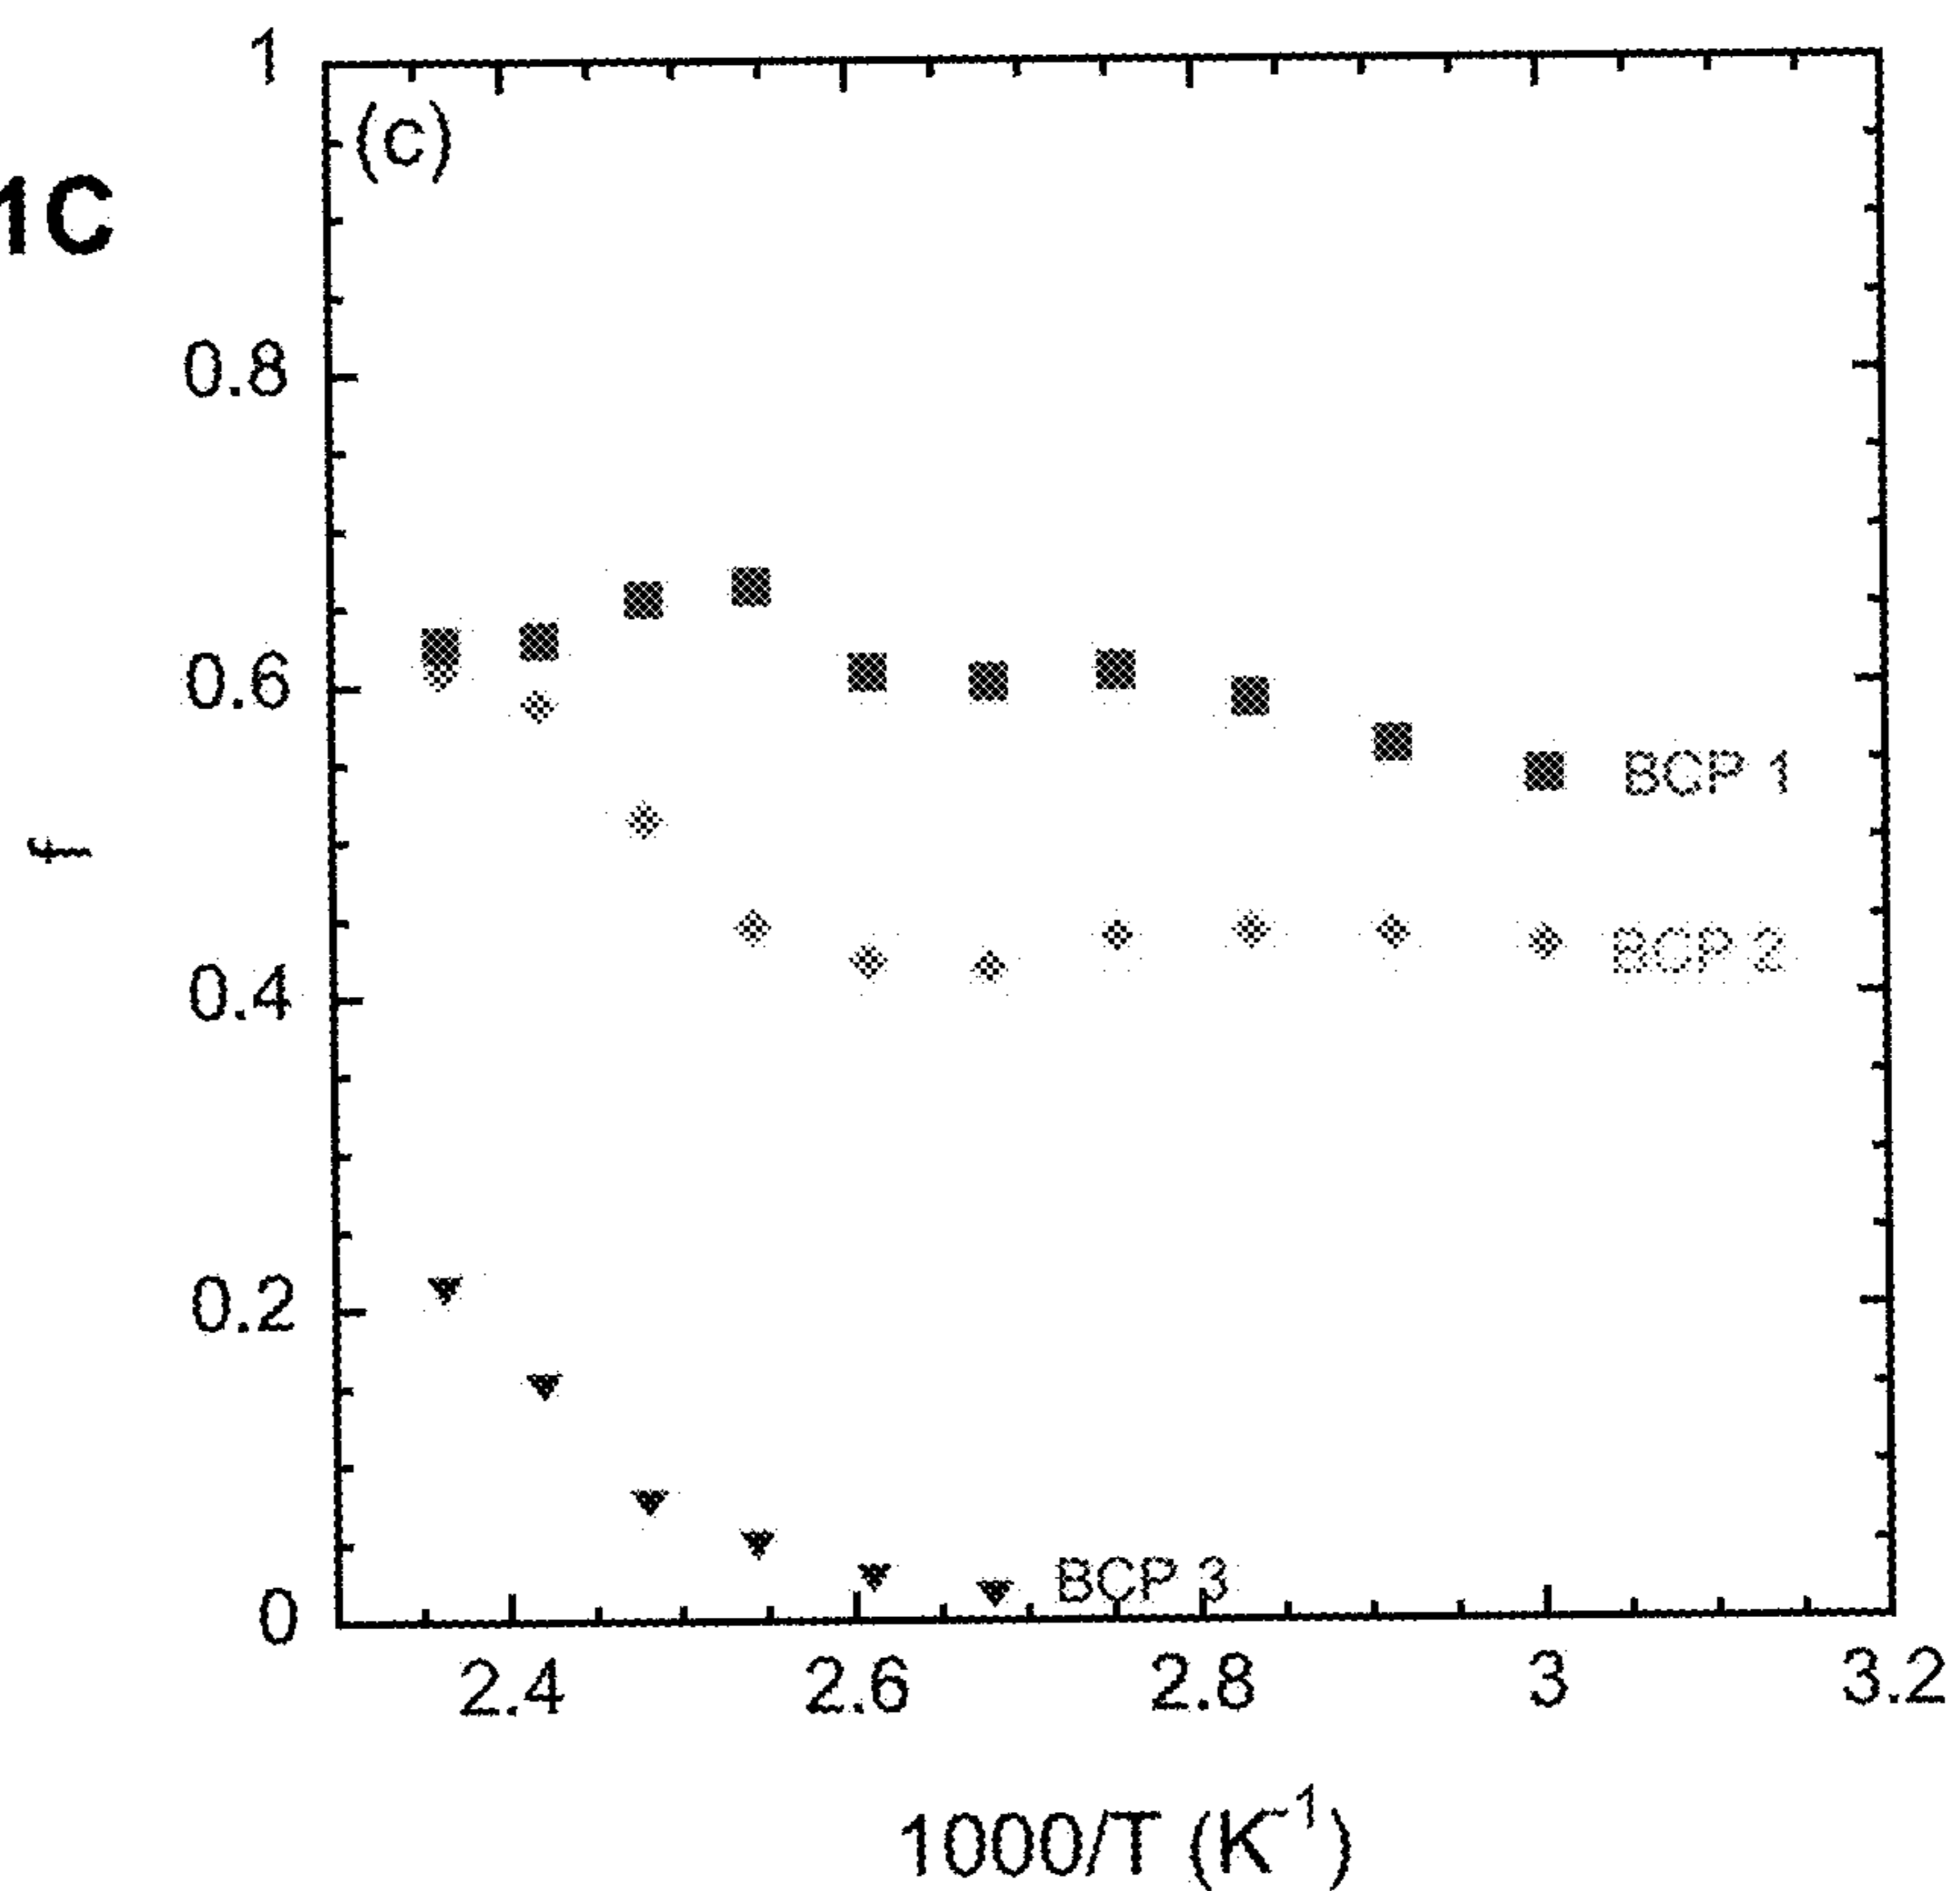 1
(c)
1C
0.8
0.6
BCP 1
f
BCP 2
0.4
0.2
BCP 3
0
2.4 2.6 2.8 3 3.2
1000/T (K⁻¹)